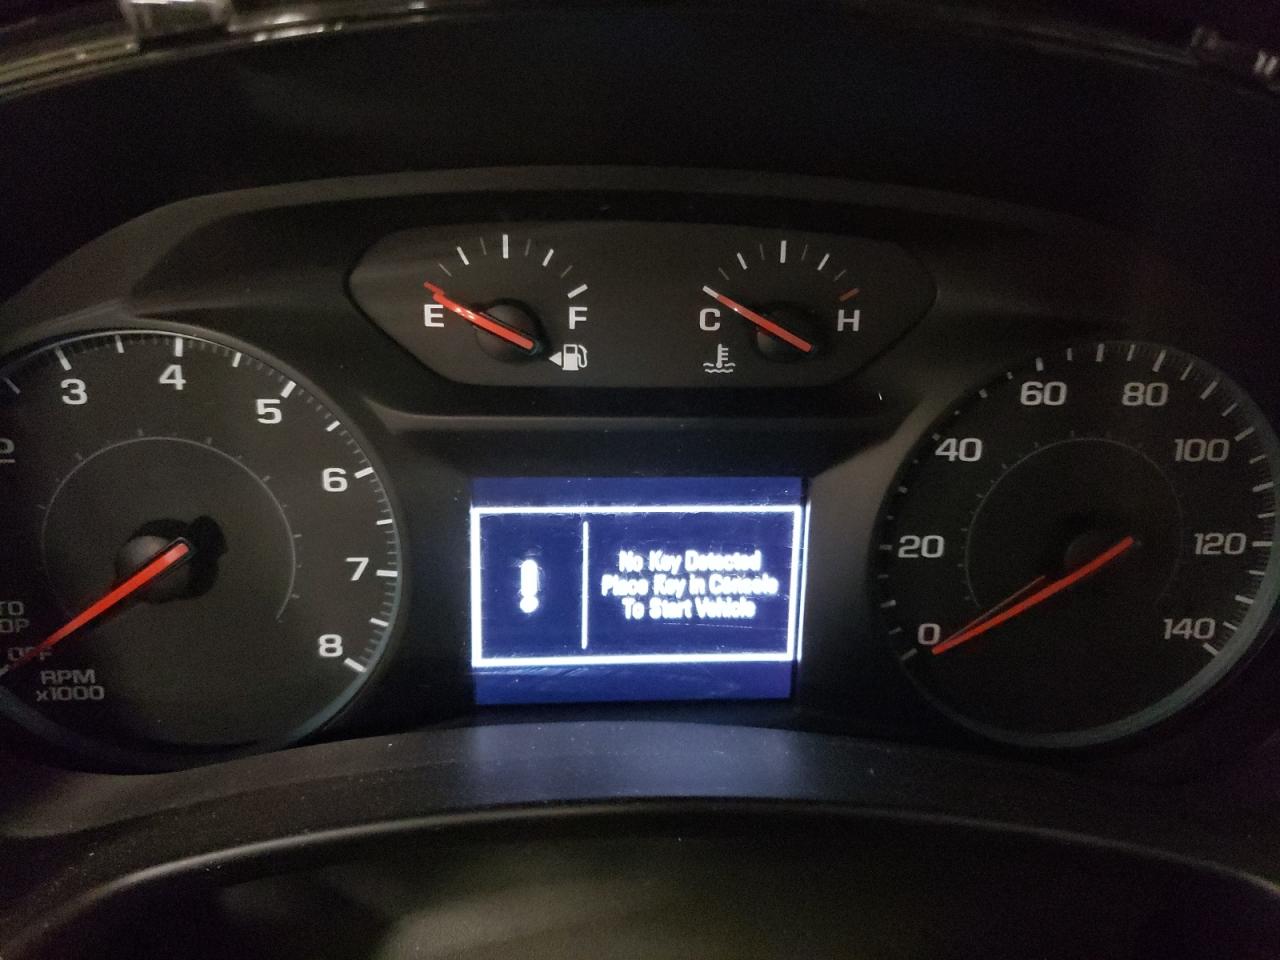 E
F
C
H
3
4
5
6
7
8
OFF
RPM
x1000
No Key Detected
Place Key in Console
To Start Vehicle
0
20
40
60
80
100
120
140